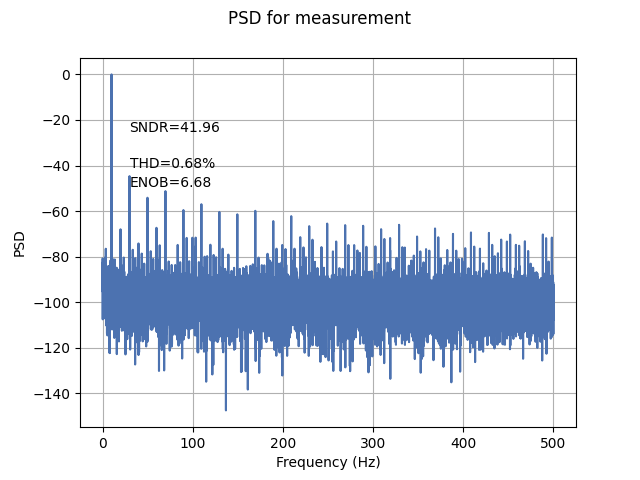 PSD for measurement
0
−20
−40
−60
−80
−100
−120
−140
PSD
SNDR=41.96
THD=0.68%
ENOB=6.68
0 100 200 300 400 500
Frequency (Hz)